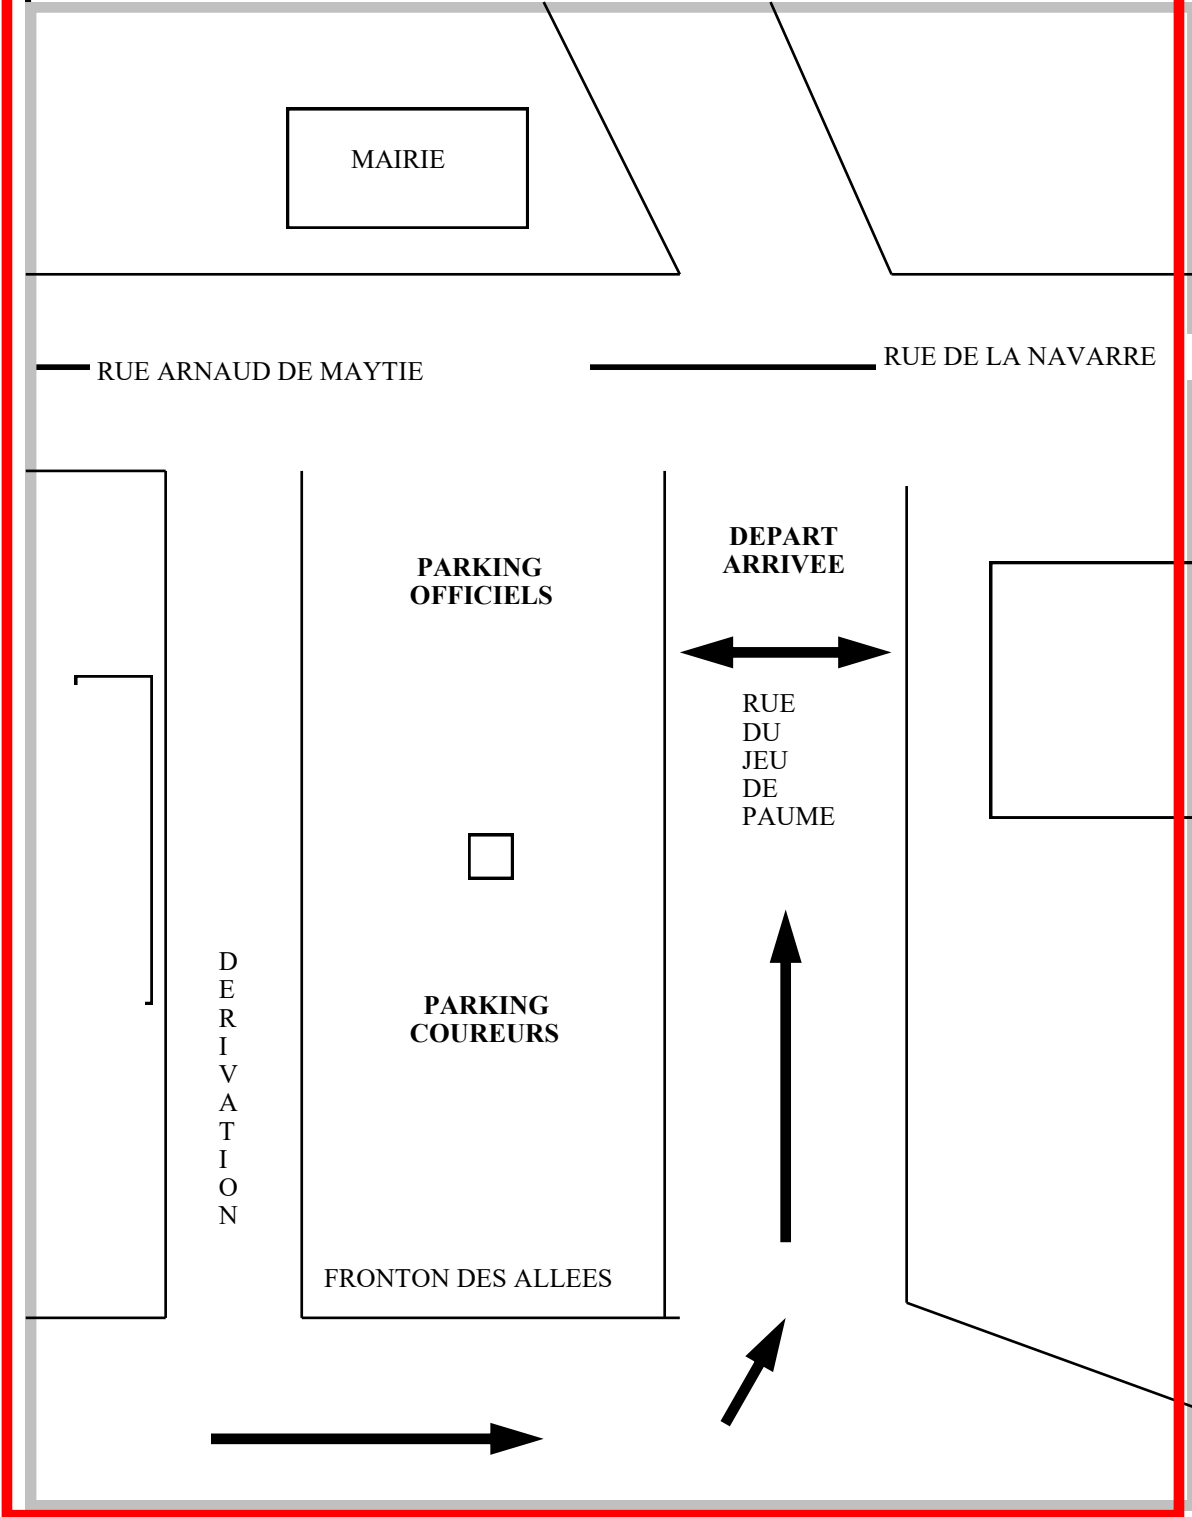 MAIRIE
RUE ARNAUD DE MAYTIE
RUE DE LA NAVARRE
PARKING
OFFICIELS
DEPART
ARRIVEE
RUE
DU
JEU
DE
PAUME
D
E
R
I
V
A
T
I
O
N
PARKING
COUREURS
FRONTON DES ALLEES